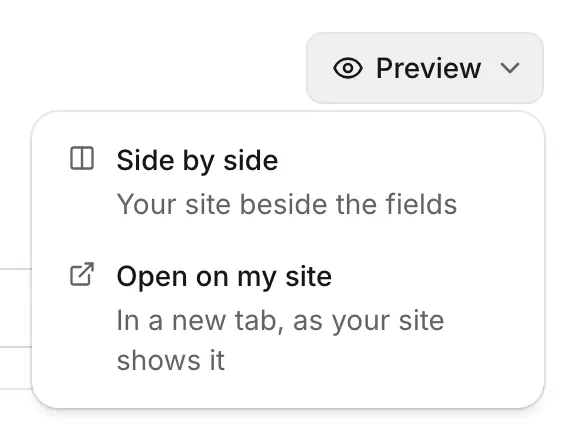 Preview
Side by side
Your site beside the fields
Open on my site
In a new tab, as your site
shows it